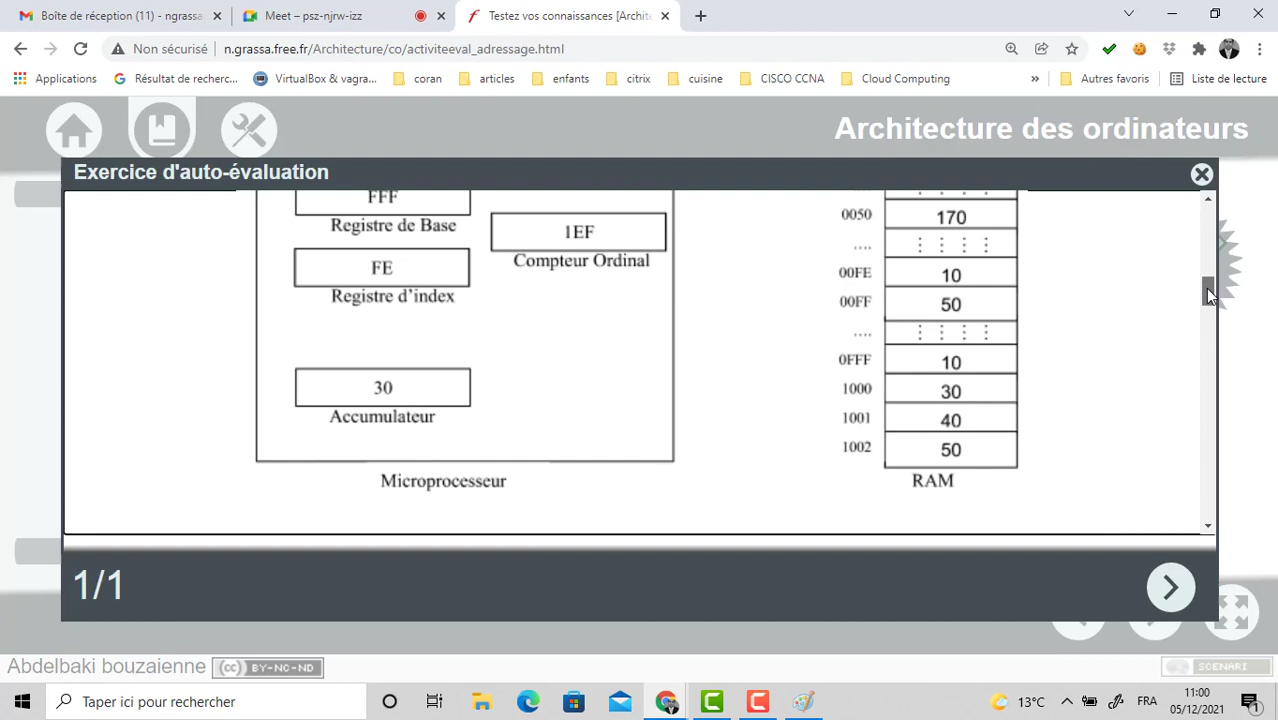 Boîte de réception (11) - ngrass
Meet – psz-njrw-izz
Testez vos connaissances [Archit
Non sécurisé
n.grassa.free.fr/Architecture/co/activiteeval_adressage.html
Applications
Résultat de recherc...
VirtualBox & vagra...
coran
articles
enfants
citrix
cuisine
CISCO CCNA
Cloud Computing
»
Autres favoris
Liste de lecture
Architecture des ordinateurs
Exercice d'auto-évaluation
FFF
Registre de Base
1EF
Compteur Ordinal
FE
Registre d'index
30
Accumulateur
Microprocesseur
0050 170
....
00FE 10
00FF 50
....
0FFF 10
1000 30
1001 40
1002 50
RAM
1/1
Abdelbaki bouzaienne
cc BY-NC-ND
SCENARI
Taper ici pour rechercher
13°C
FRA
11:00
05/12/2021
1